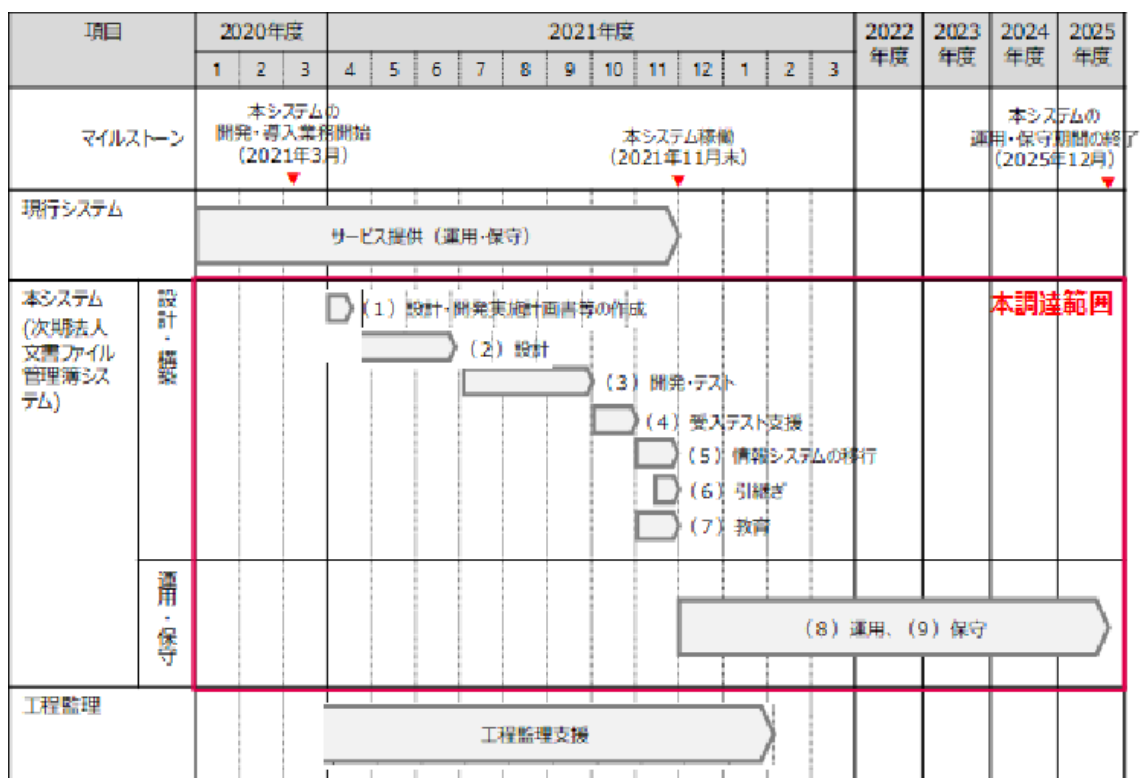 項目
2020年度
2021年度
2022
年度
2023
年度
2024
年度
2025
年度
1 2 3 4 5 6 7 8 9 10 11 12 1 2 3
マイルストーン
本システムの
開発・導入業務開始
(2021年3月)
本システム稼働
(2021年11月末)
本システムの
運用・保守期間の終了
(2025年12月)
現行システム
サービス提供（運用・保守）
本システム
(次期法人
文書ファイル
管理簿シス
テム)
設計・構築
本調達範囲
(1) 設計・開発実施計画書等の作成
(2) 設計
(3) 開発・テスト
(4) 受入テスト支援
(5) 情報システムの移行
(6) 引継ぎ
(7) 教育
運用・保守
(8) 運用、(9) 保守
工程監理
工程監理支援